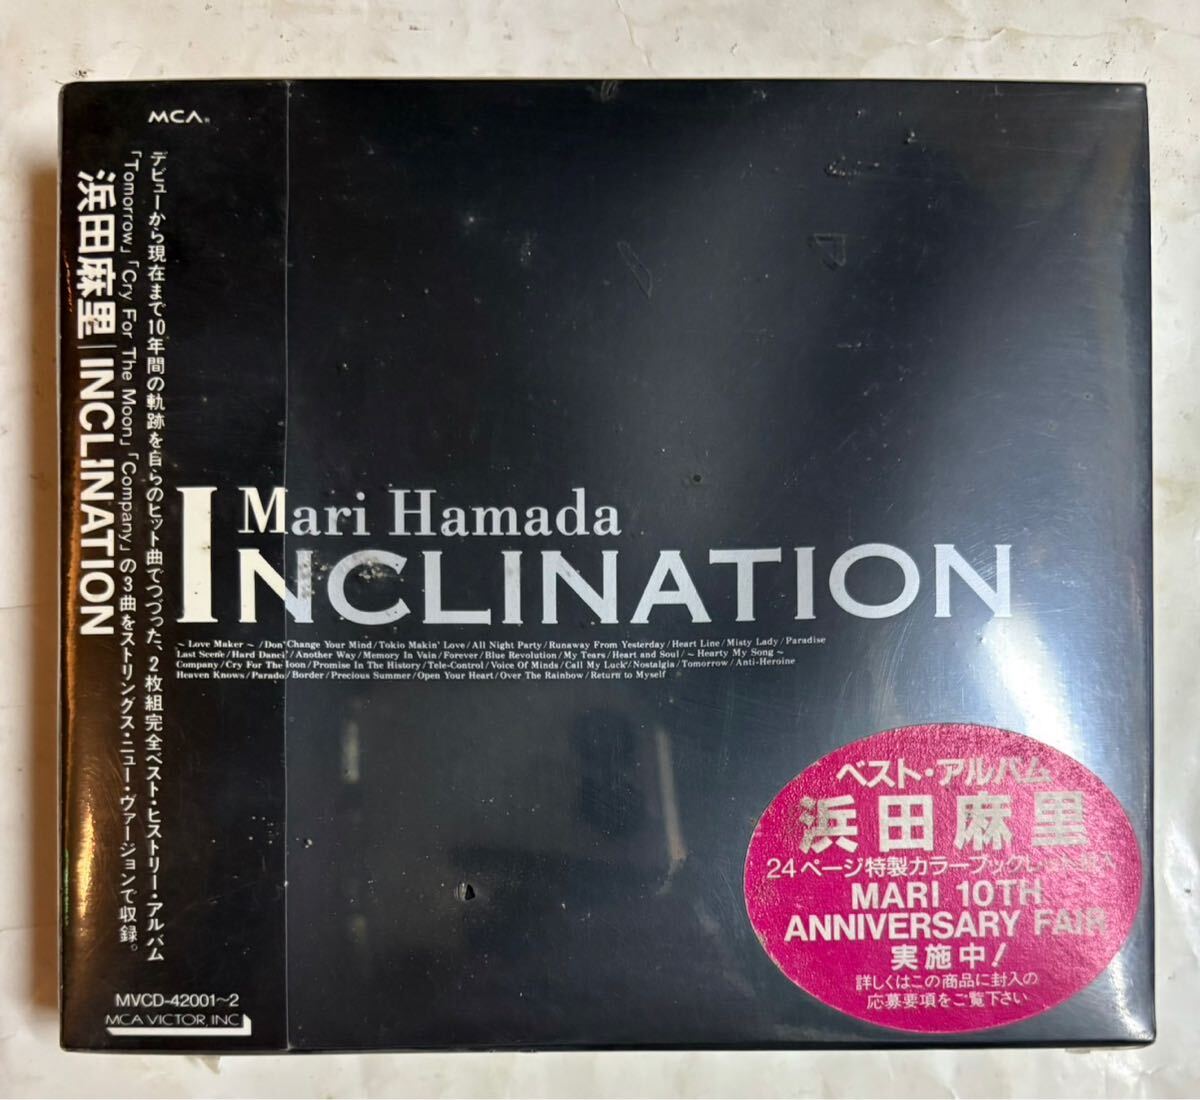 MCA®
デビューから現在まで10年間の軌跡を自らのヒット曲でつづった、2枚組完全ベスト・ヒストリー・アルバム
「Tomorrow」「Cry For The Moon」「Company」の3曲をストリングス・ニュー・ヴァージョンで収録。
浜田麻里|INCLINATION
MVCD-42001~2
MCA VICTOR, INC
Mari Hamada
INCLINATION
~ Love Maker ~ /Don' Change Your Mind/Tokio Makin' Love/All Night Party/Runaway From Yesterday/Heart Line/Misty Lady/Paradise
Last Scene/Hard Danci' /Another Way/Memory In Vain/Forever/Blue Revolution/My Tears/Heart and Soul/ ~ Hearty My Song ~
Company/Cry For The oon/Promise In The History/Tele-Control/Voice Of Minds/Call My Luck/Nostalgia/Tomorrow/Anti-Heroine
Heaven Knows/Parado /Border/Precious Summer/Open Your Heart/Over The Rainbow/Return to Myself
ベスト・アルバム
浜田麻里
24ページ特製カラーブックレット封入
MARI 10TH
ANNIVERSARY FAIR
実施中!
詳しくはこの商品に封入の
応募要項をご覧下さい